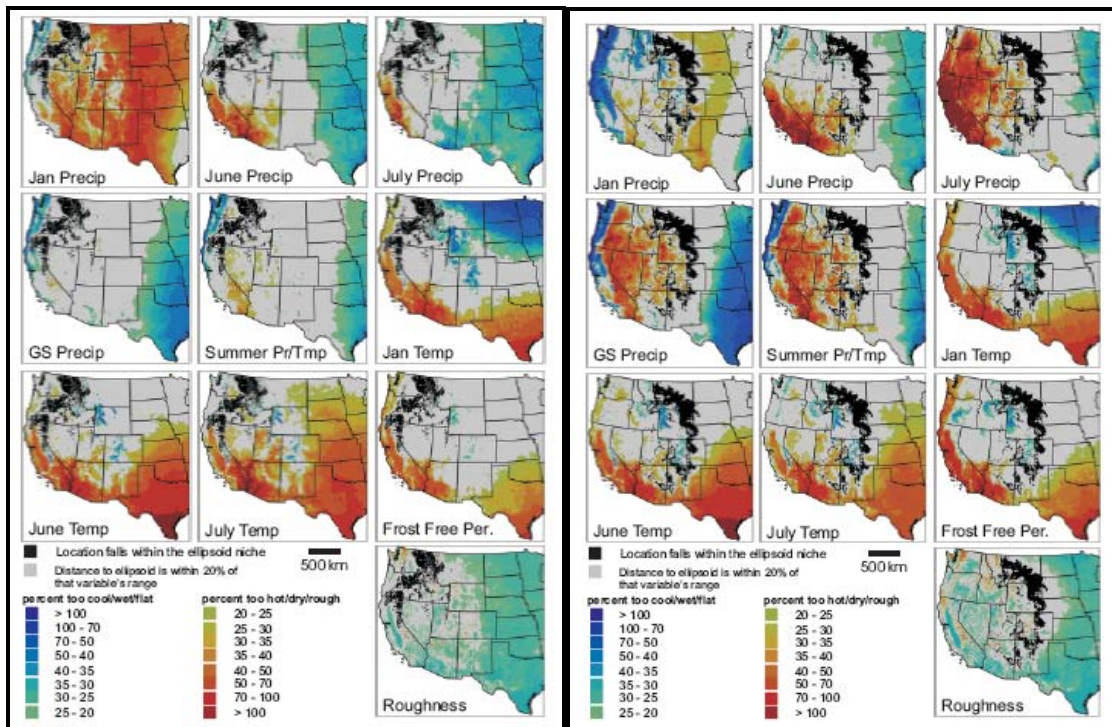 Jan Precip
June Precip
July Precip
GS Precip
Summer Pr/Tmp
Jan Temp
June Temp
July Temp
Frost Free Per.
Location falls within the ellipsoid niche
Distance to ellipsoid is within 20% of
that variable's range
500 km
percent too cool/wet/flat
> 100
100 - 70
70 - 50
50 - 40
40 - 35
35 - 30
30 - 25
25 - 20
percent too hot/dry/rough
20 - 25
25 - 30
30 - 35
35 - 40
40 - 50
50 - 70
70 - 100
> 100
Roughness
Jan Precip
June Precip
July Precip
GS Precip
Summer Pr/Tmp
Jan Temp
June Temp
July Temp
Frost Free Per.
Location falls within the ellipsoid niche
Distance to ellipsoid is within 20% of
that variable's range
500 km
percent too cool/wet/flat
> 100
100 - 70
70 - 50
50 - 40
40 - 35
35 - 30
30 - 25
25 - 20
percent too hot/dry/rough
20 - 25
25 - 30
30 - 35
35 - 40
40 - 50
50 - 70
70 - 100
> 100
Roughness